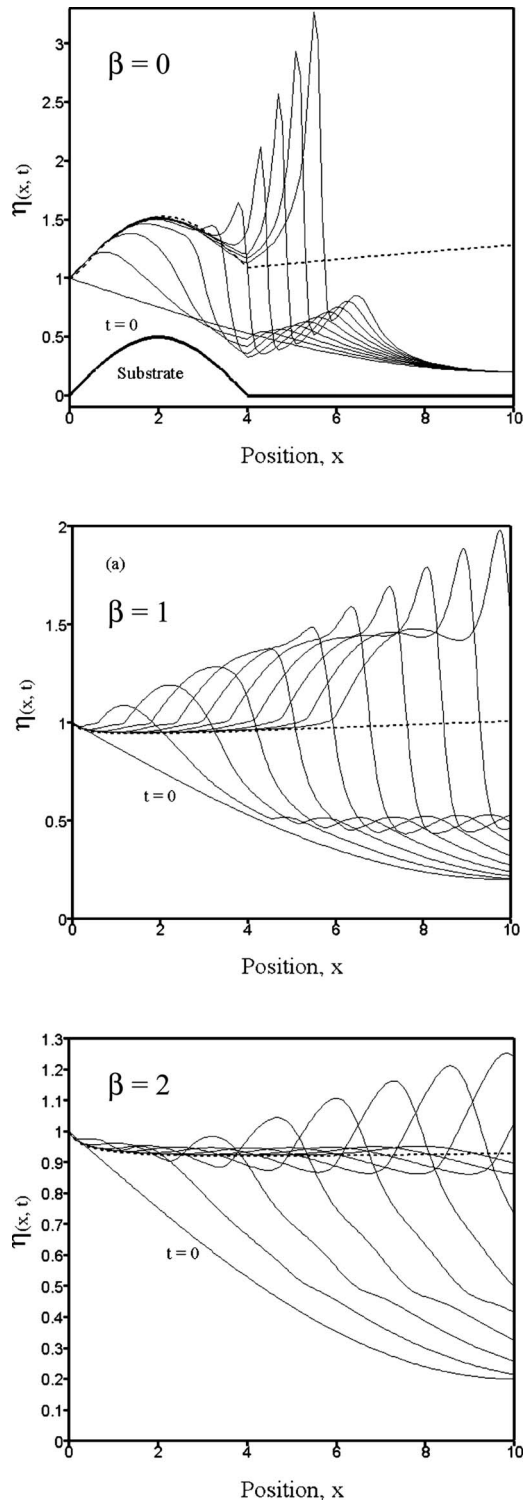 β = 0
η(x, t)
3
2.5
2
1.5
1
0.5
0
t = 0
Substrate
0 2 4 6 8 10
Position, x
(a)
β = 1
η(x, t)
2
1.5
1
0.5
0
t = 0
0 2 4 6 8 10
Position, x
β = 2
η(x, t)
1.3
1.2
1.1
1
0.9
0.8
0.7
0.6
0.5
0.4
0.3
0.2
0.1
0
t = 0
0 2 4 6 8 10
Position, x